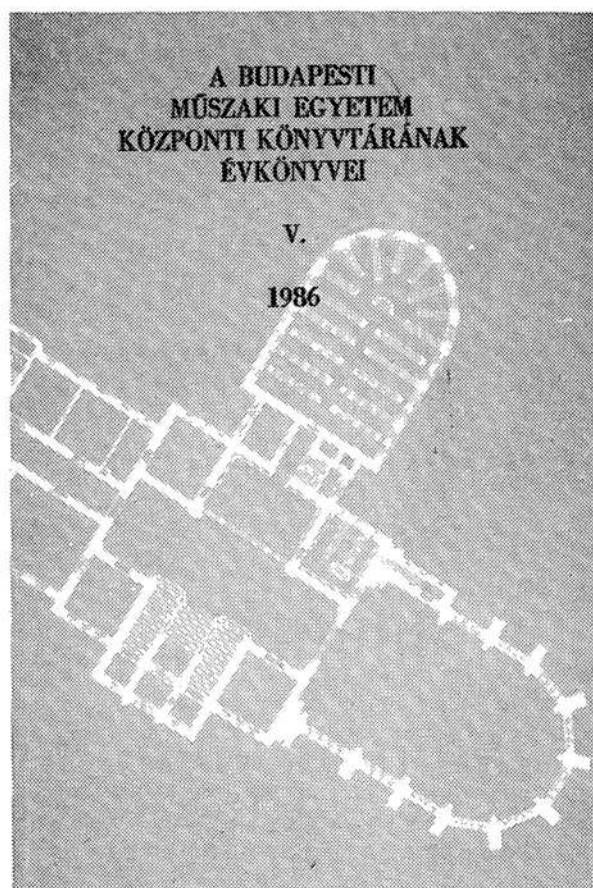 A BUDAPESTI
MŰSZAKI EGYETEM
KÖZPONTI KÖNYVTÁRÁNAK
ÉVKÖNYVEI
V.
1986